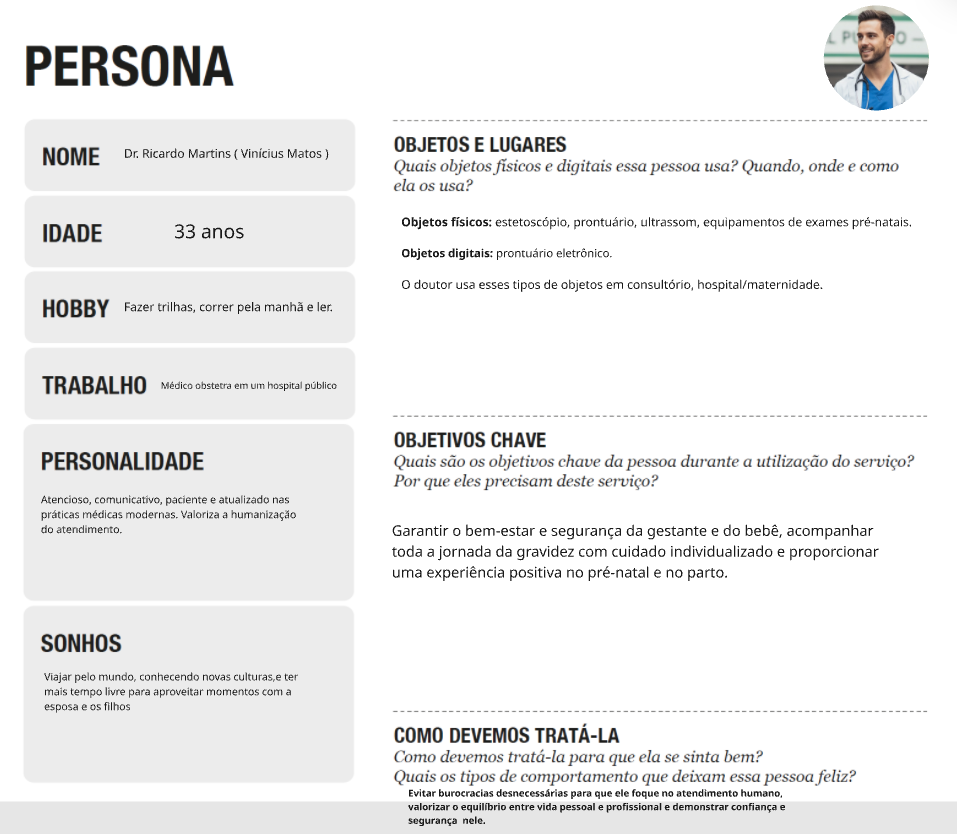 PERSONA
NOME Dr. Ricardo Martins ( Vinícius Matos )
IDADE 33 anos
HOBBY Fazer trilhas, correr pela manhã e ler.
TRABALHO Médico obstetra em um hospital público
PERSONALIDADE
Atencioso, comunicativo, paciente e atualizado nas
práticas médicas modernas. Valoriza a humanização
do atendimento.
SONHOS
Viajar pelo mundo, conhecendo novas culturas,e ter
mais tempo livre para aproveitar momentos com a
esposa e os filhos
OBJETOS E LUGARES
Quais objetos físicos e digitais essa pessoa usa? Quando, onde e como
ela os usa?
Objetos físicos: estetoscópio, prontuário, ultrassom, equipamentos de exames pré-natais.
Objetos digitais: prontuário eletrônico.
O doutor usa esses tipos de objetos em consultório, hospital/maternidade.
OBJETIVOS CHAVE
Quais são os objetivos chave da pessoa durante a utilização do serviço?
Por que eles precisam deste serviço?
Garantir o bem-estar e segurança da gestante e do bebê, acompanhar
toda a jornada da gravidez com cuidado individualizado e proporcionar
uma experiência positiva no pré-natal e no parto.
COMO DEVEMOS TRATÁ-LA
Como devemos tratá-la para que ela se sinta bem?
Quais os tipos de comportamento que deixam essa pessoa feliz?
Evitar burocracias desnecessárias para que ele foque no atendimento humano,
valorizar o equilíbrio entre vida pessoal e profissional e demonstrar confiança e
segurança nele.